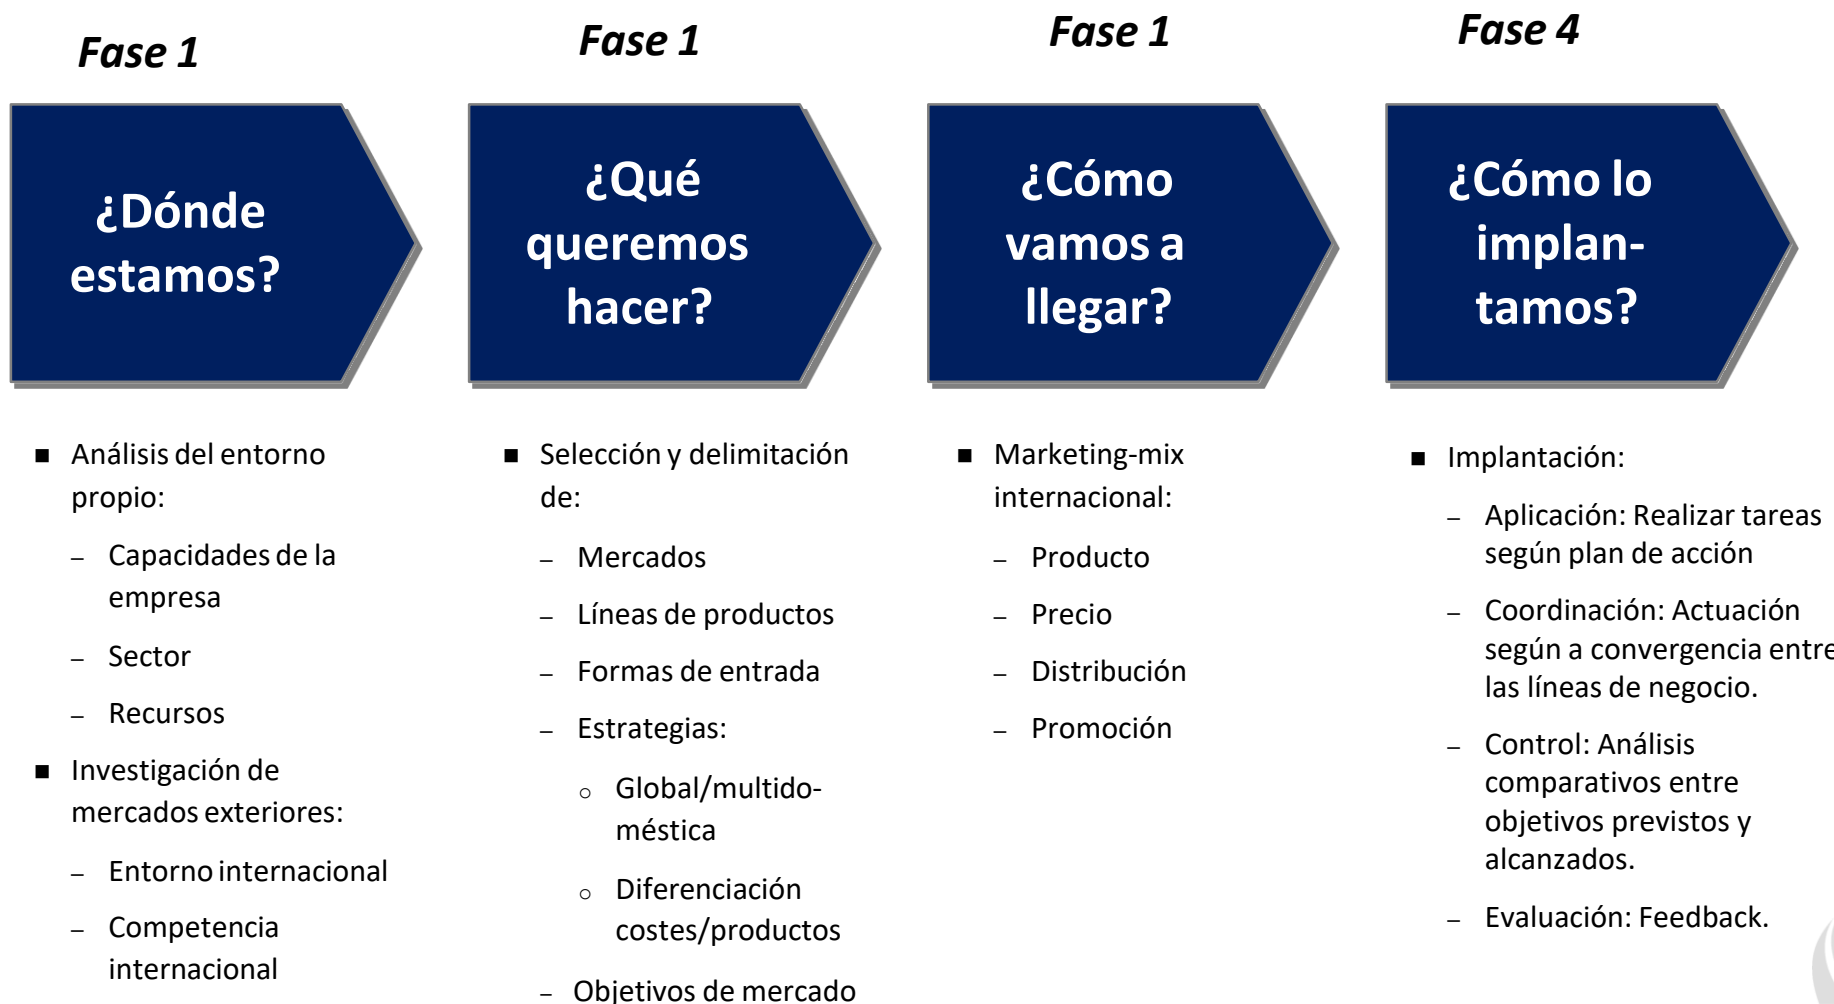 Fase 1
¿Dónde
estamos?
■ Análisis del entorno
propio:
– Capacidades de la
empresa
– Sector
– Recursos
■ Investigación de
mercados exteriores:
– Entorno internacional
– Competencia
internacional
Fase 1
¿Qué
queremos
hacer?
■ Selección y delimitación
de:
– Mercados
– Líneas de productos
– Formas de entrada
– Estrategias:
o Global/multido-
méstica
o Diferenciación
costes/productos
– Objetivos de mercado
Fase 1
¿Cómo
vamos a
llegar?
■ Marketing-mix
internacional:
– Producto
– Precio
– Distribución
– Promoción
Fase 4
¿Cómo lo
implan-
tamos?
■ Implantación:
– Aplicación: Realizar tareas
según plan de acción
– Coordinación: Actuación
según a convergencia entre
las líneas de negocio.
– Control: Análisis
comparativos entre
objetivos previstos y
alcanzados.
– Evaluación: Feedback.